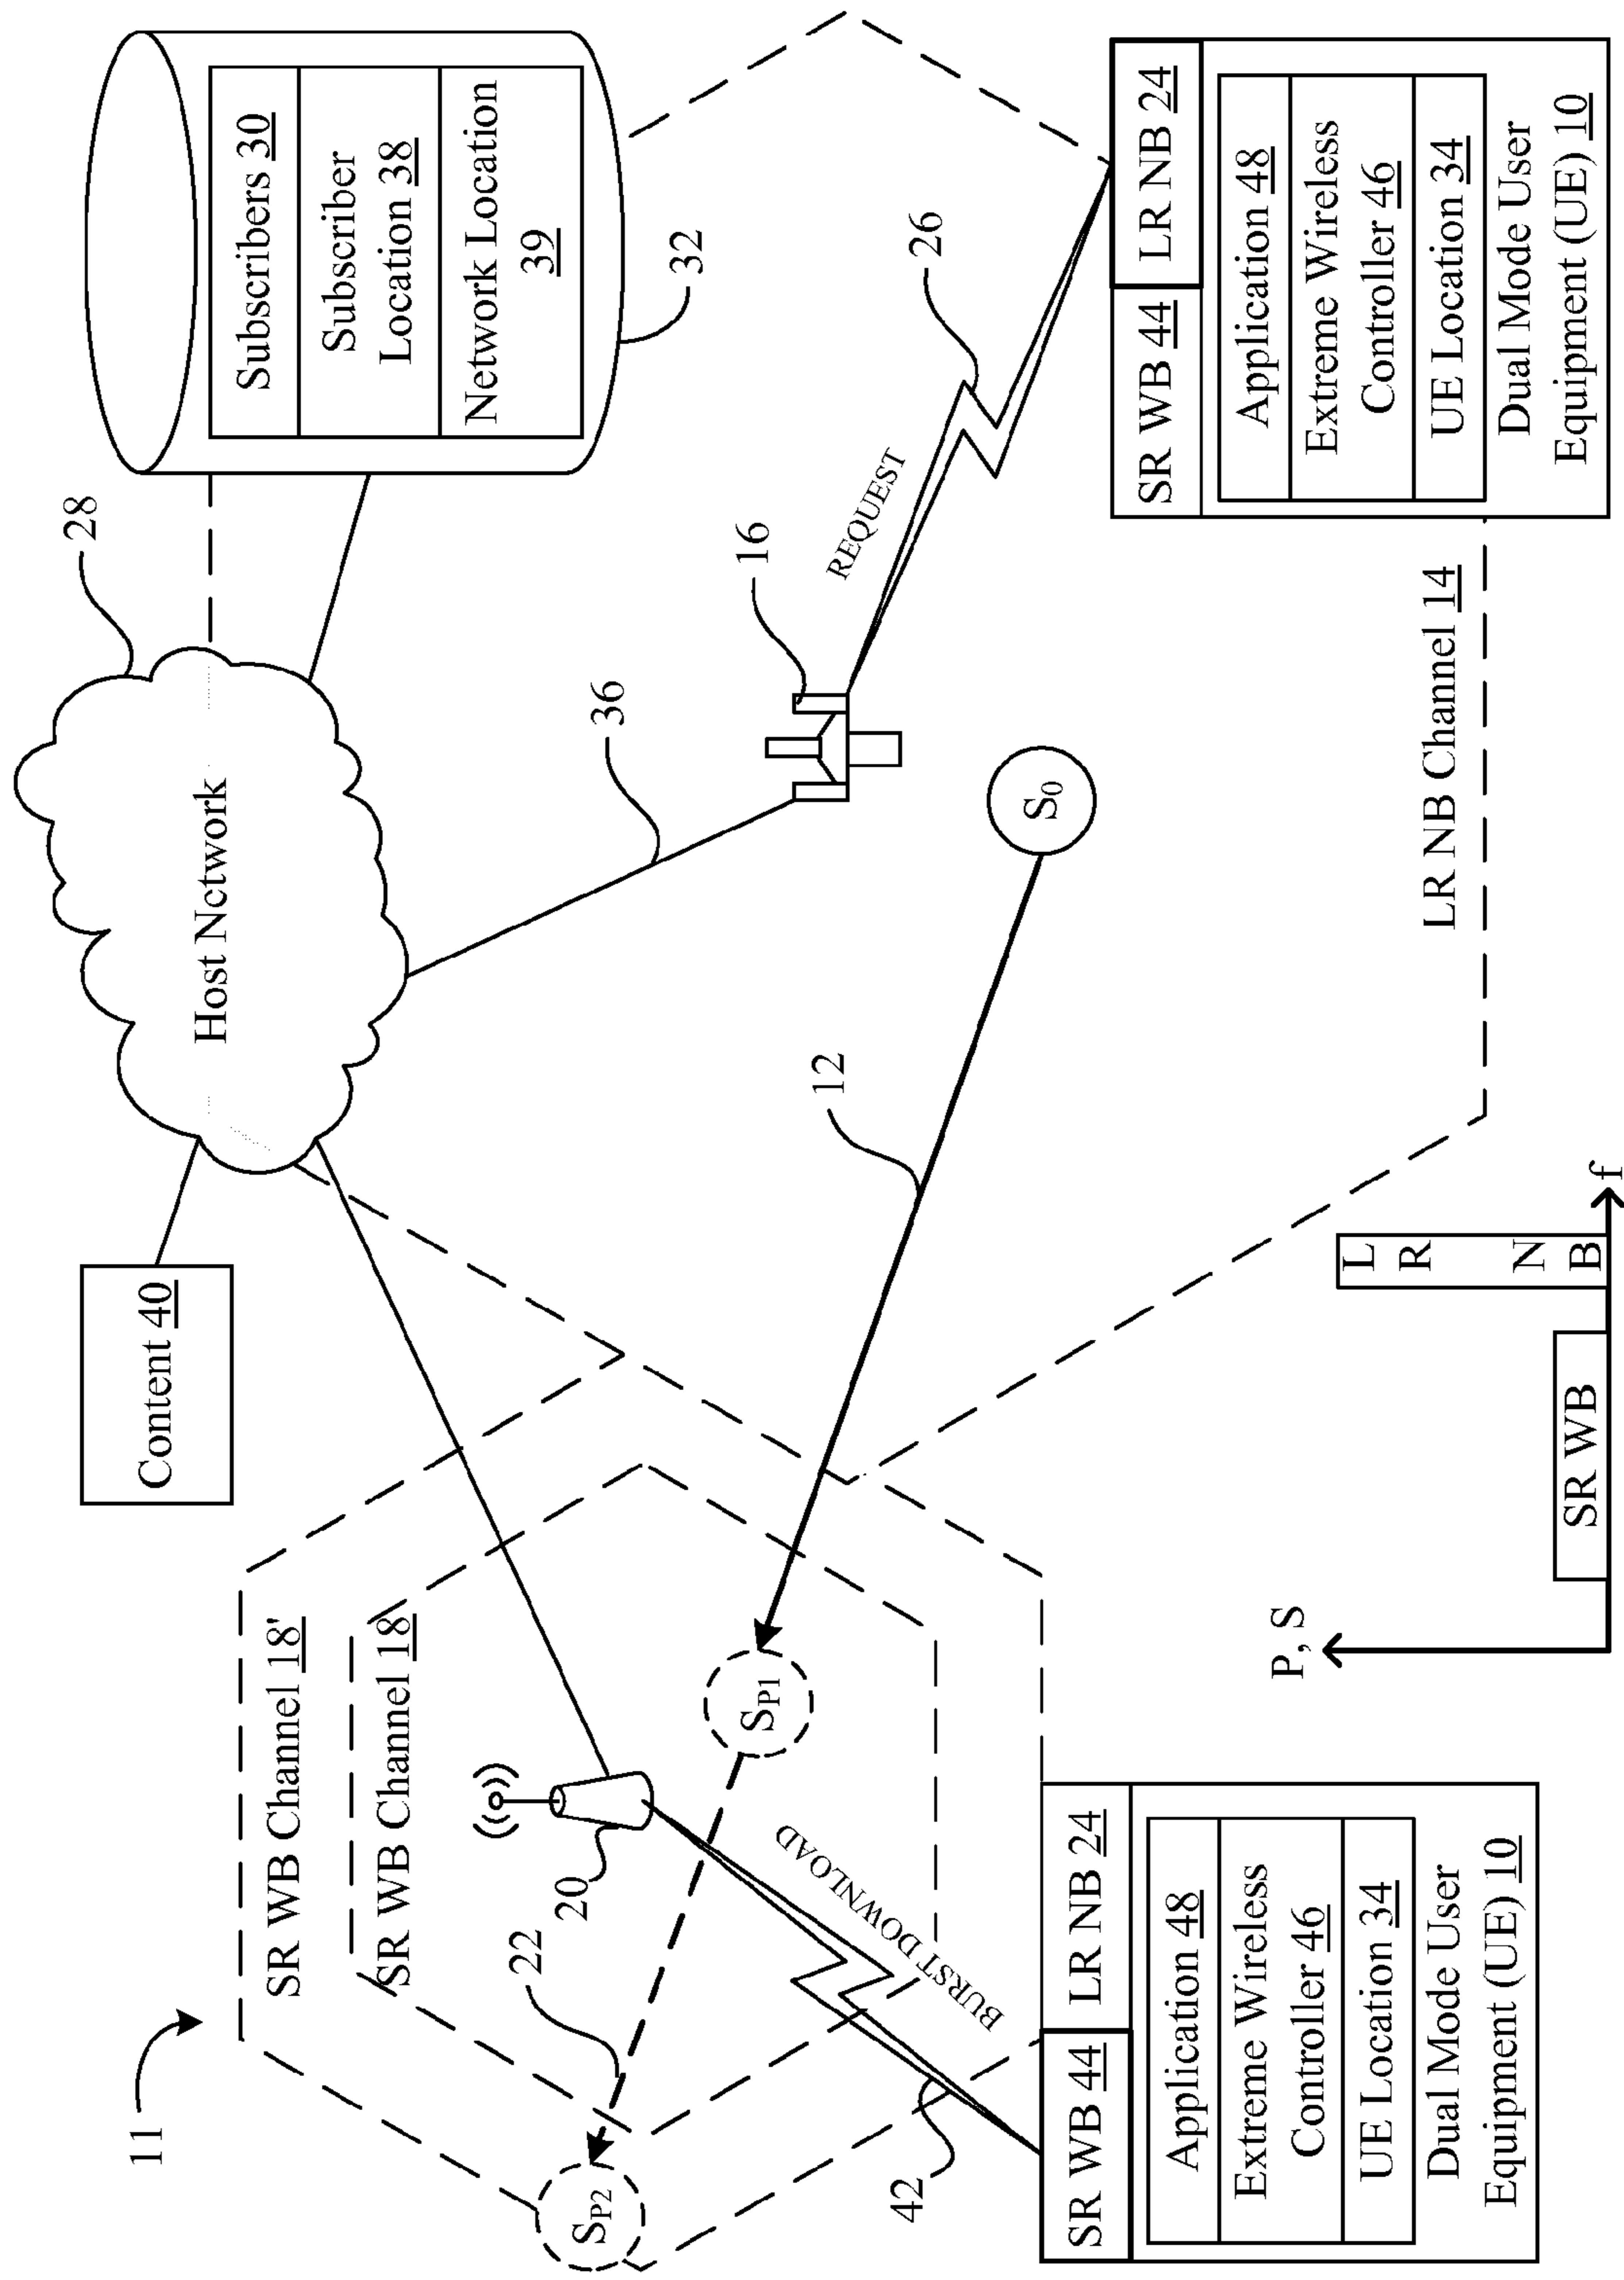 11
SR WB Channel 18'
SR WB Channel 18
Content 40
Host Network
28
Subscribers 30
Subscriber
Location 38
Network Location
39
32
36
16
REQUEST
26
20
22
12
S0
SP1
SP2
BURST DOWNLOAD
42
LR NB Channel 14
SR WB 44
LR NB 24
Application 48
Extreme Wireless
Controller 46
UE Location 34
Dual Mode User
Equipment (UE) 10
P, S
SR WB
L
R
N
B
f
SR WB 44
LR NB 24
Application 48
Extreme Wireless
Controller 46
UE Location 34
Dual Mode User
Equipment (UE) 10